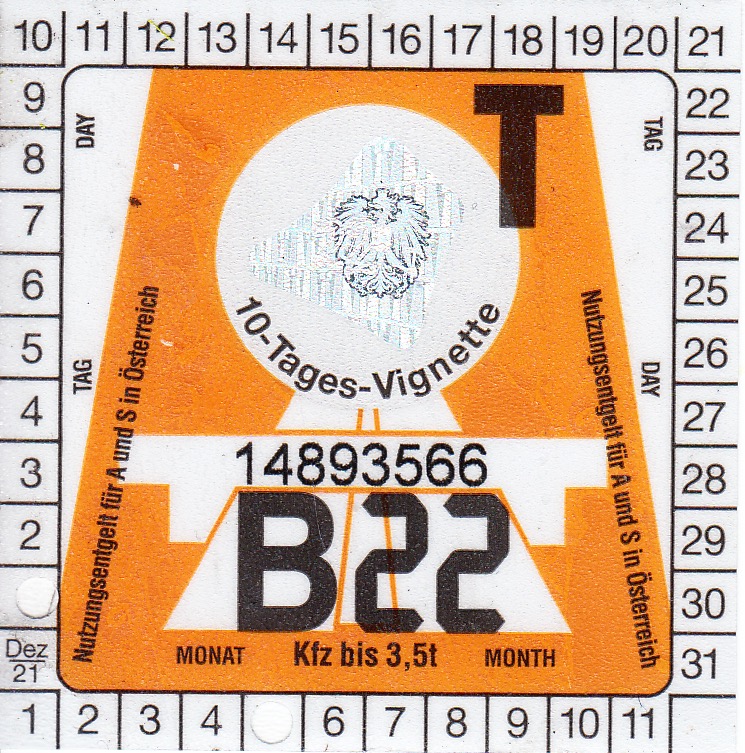 10 11 12 13 14 15 16 17 18 19 20 21
9 22
DAY T TAG
8 23
7 24
6 25
5 26
TAG DAY
4 27
3 28
2 29
30
Dez
21
31
10-Tages-Vignette
Nutzungsentgelt für A und S in Österreich
Nutzungsentgelt für A und S in Österreich
14893566
B22
MONAT Kfz bis 3,5t MONTH
1 2 3 4 6 7 8 9 10 11